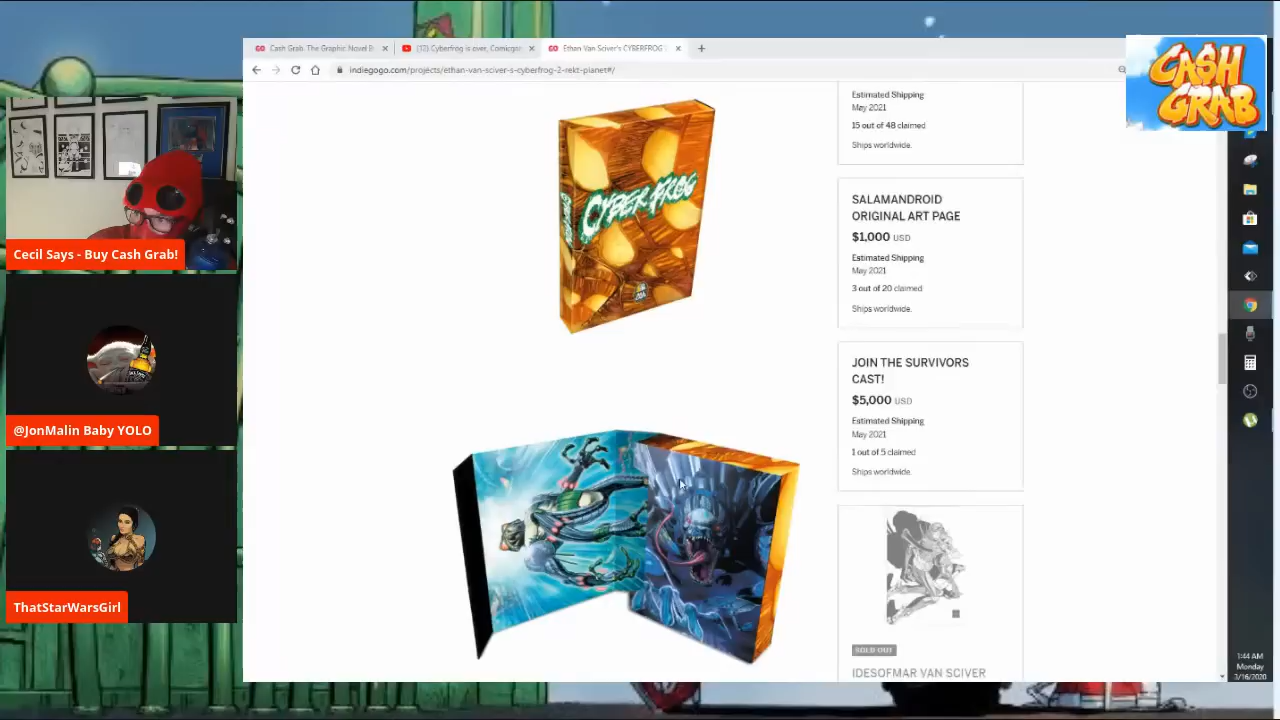 Cash Grab. The Graphic Novel B
(12) Cyberfrog is over, Comicga
Ethan Van Sciver's CYBERFROG
indiegogo.com/projects/ethan-van-sciver-s-cyberfrog-2-rekt-planet#/
CASH
GRAB
Estimated Shipping
May 2021
15 out of 48 claimed
Ships worldwide.
CYBERFROG
SALAMANDROID
ORIGINAL ART PAGE
$1,000 USD
Estimated Shipping
May 2021
3 out of 20 claimed
Ships worldwide.
JOIN THE SURVIVORS
CAST!
$5,000 USD
Estimated Shipping
May 2021
1 out of 5 claimed
Ships worldwide.
SOLD OUT
IDESOFMAR VAN SCIVER
Cecil Says - Buy Cash Grab!
@JonMalin Baby YOLO
ThatStarWarsGirl
1:44 AM
Monday
3/16/2020